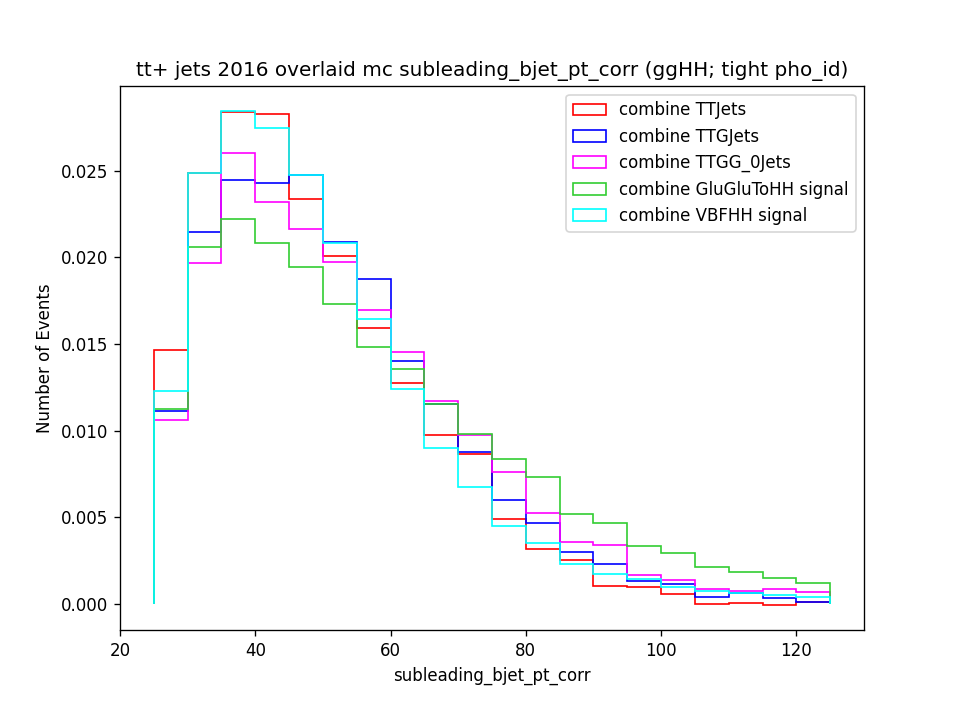 tt+ jets 2016 overlaid mc subleading_bjet_pt_corr (ggHH; tight pho_id)
combine TTJets
combine TTGJets
combine TTGG_0Jets
combine GluGluToHH signal
combine VBFHH signal
Number of Events
0.025
0.020
0.015
0.010
0.005
0.000
20 40 60 80 100 120
subleading_bjet_pt_corr